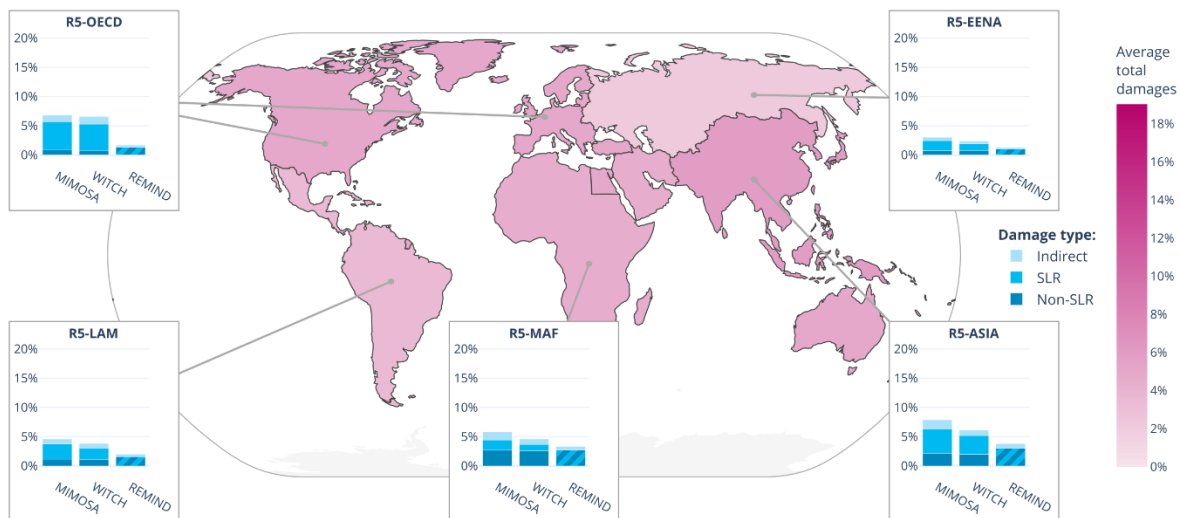 R5-OECD
20%
15%
10%
5%
0%
MIMOSA
WITCH
REMIND
R5-EENA
20%
15%
10%
5%
0%
MIMOSA
WITCH
REMIND
Average
total
damages
18%
16%
14%
12%
10%
8%
6%
4%
2%
0%
Damage type:
Indirect
SLR
Non-SLR
R5-LAM
20%
15%
10%
5%
0%
MIMOSA
WITCH
REMIND
R5-MAF
20%
15%
10%
5%
0%
MIMOSA
WITCH
REMIND
R5-ASIA
20%
15%
10%
5%
0%
MIMOSA
WITCH
REMIND